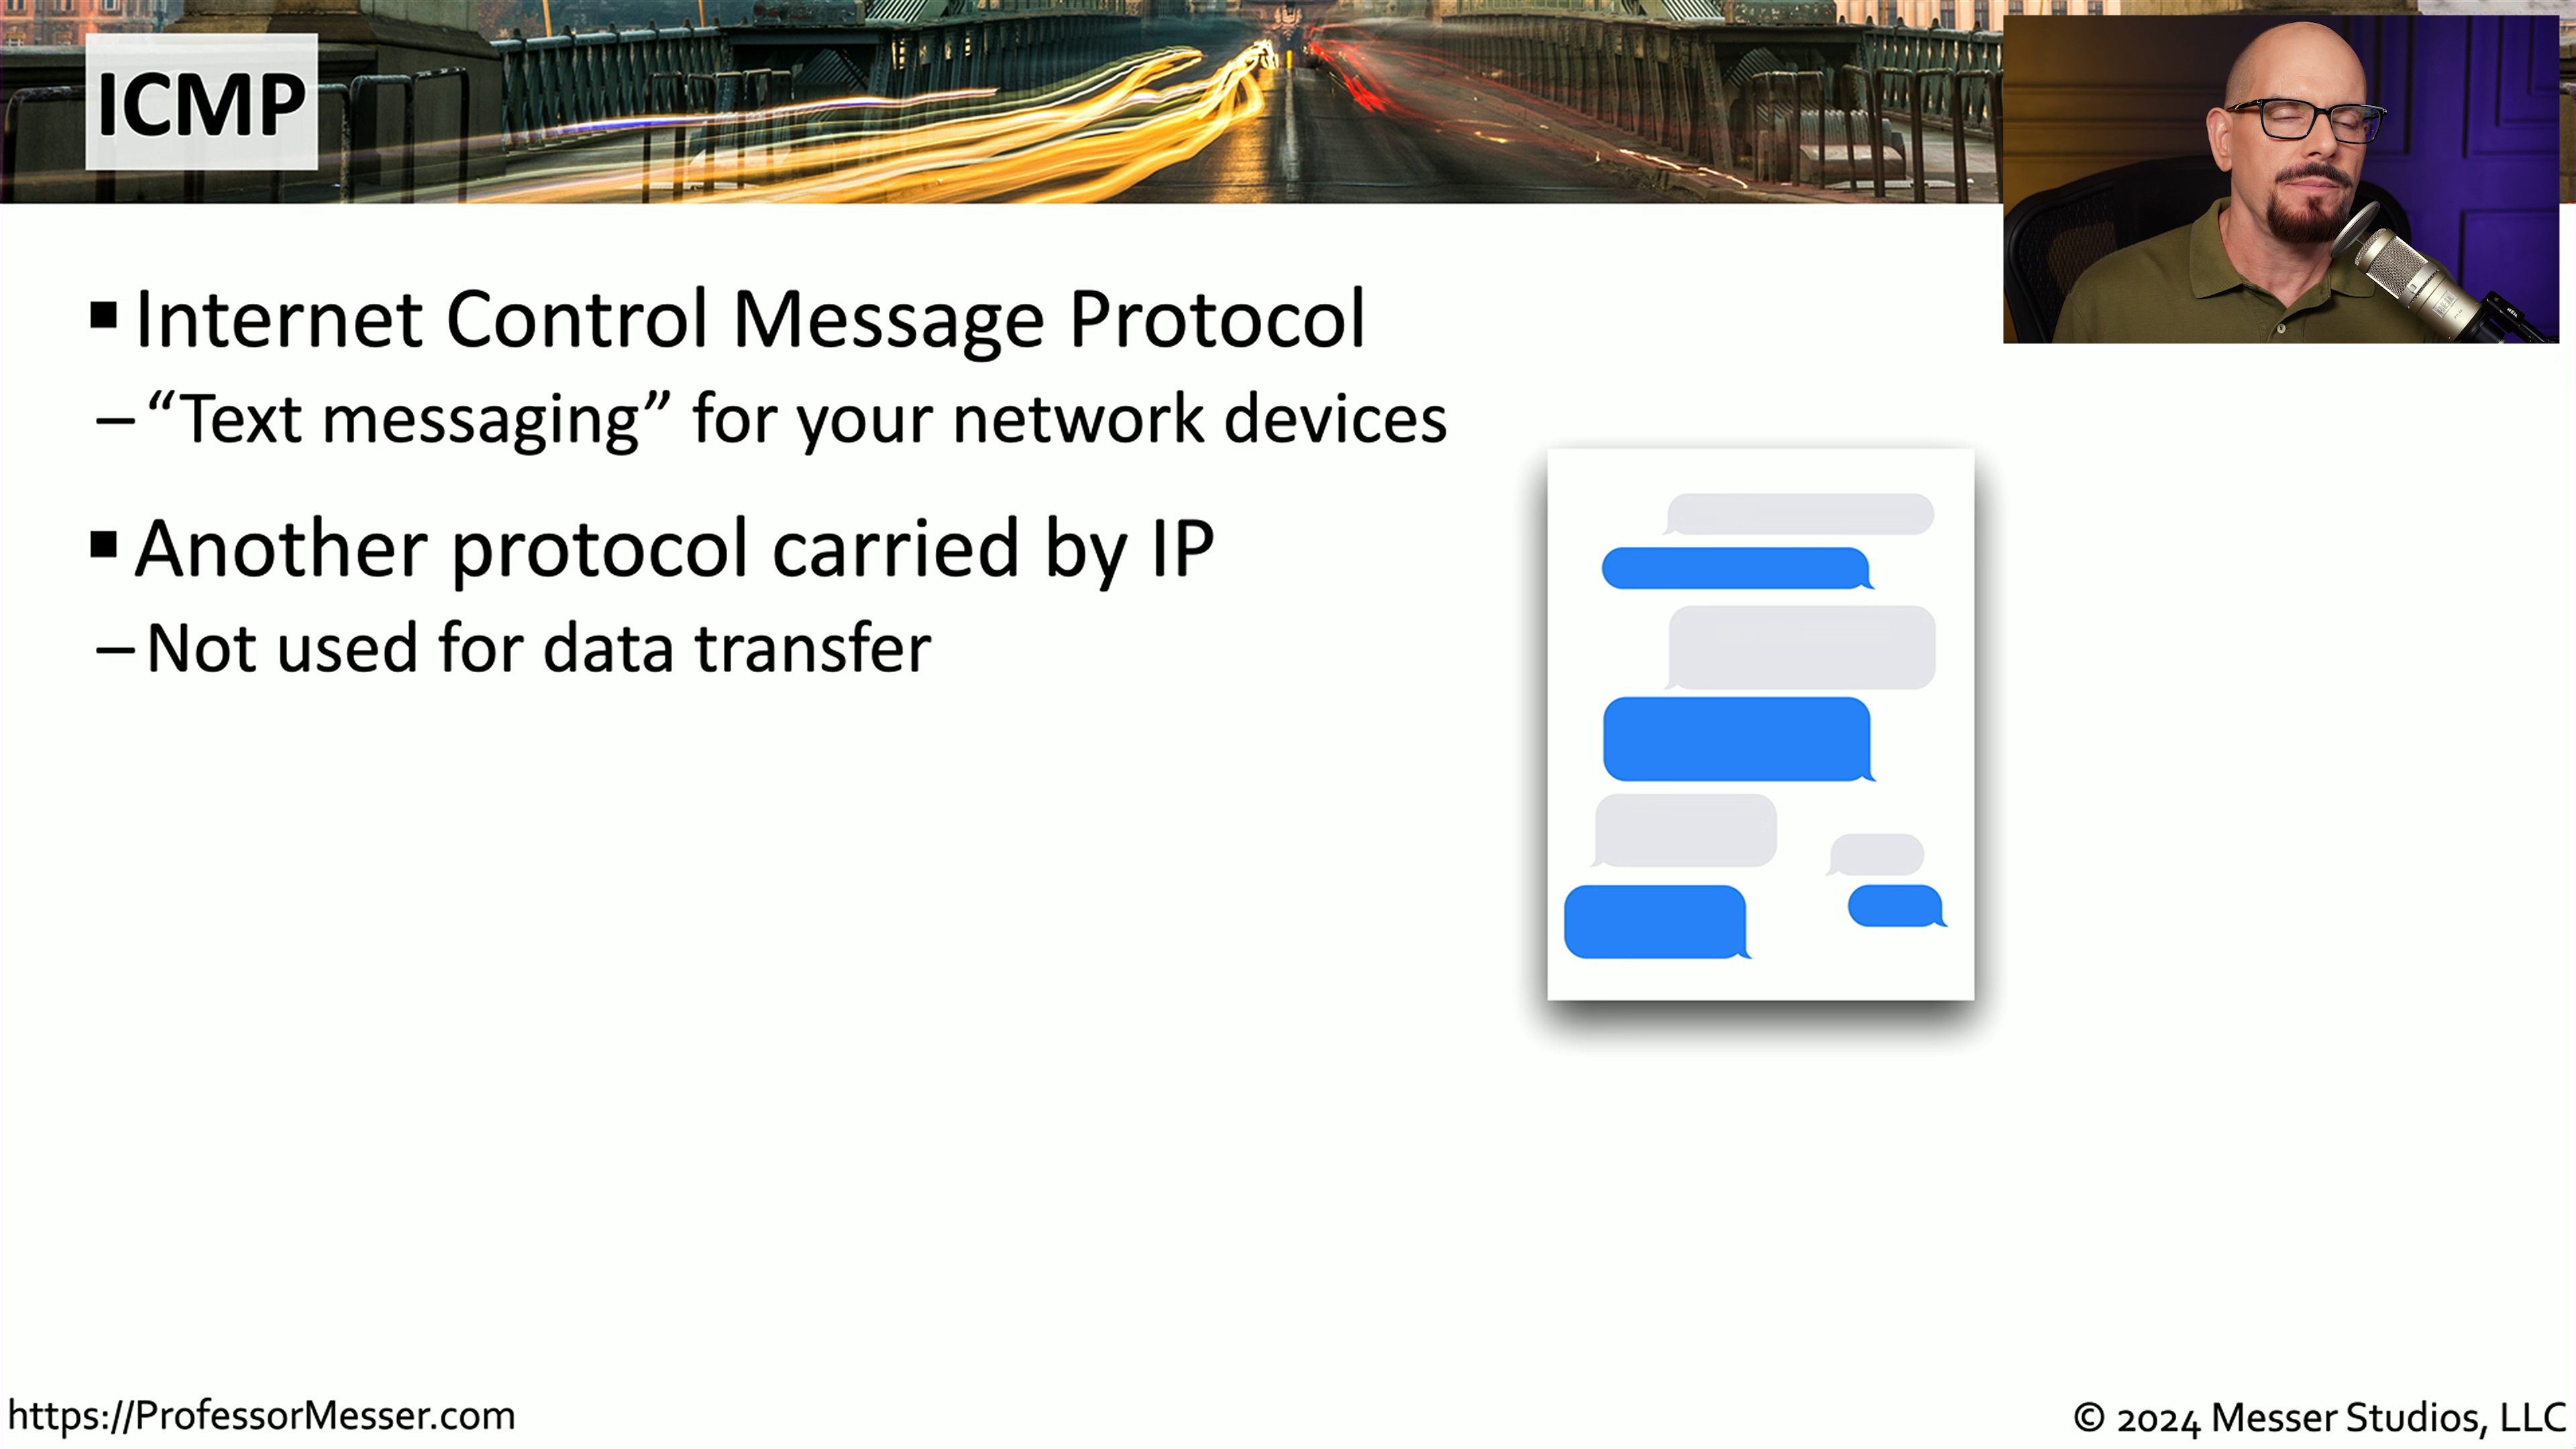 ICMP
▪ Internet Control Message Protocol
– “Text messaging” for your network devices
▪ Another protocol carried by IP
– Not used for data transfer
https://ProfessorMesser.com
© 2024 Messer Studios, LLC